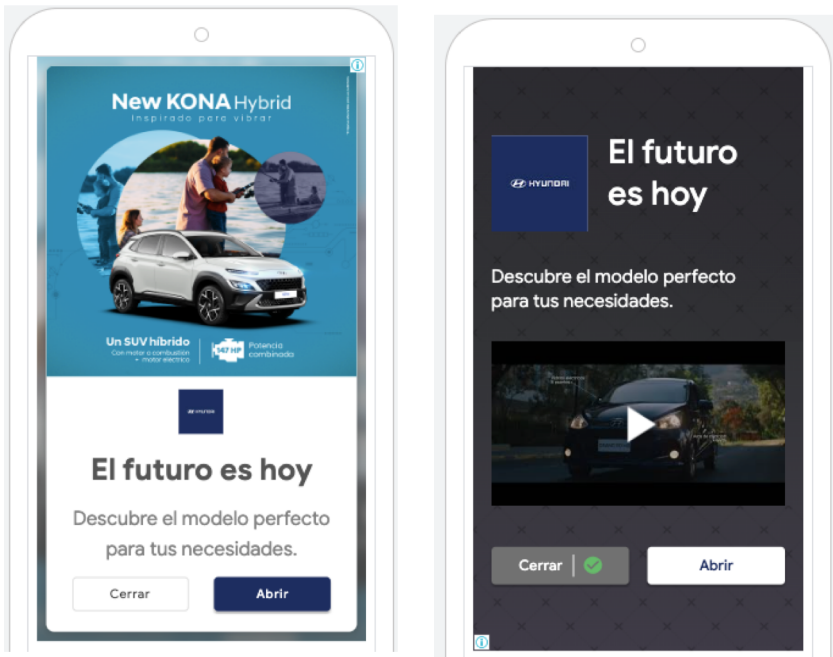 New KONA Hybrid
inspirado para vibrar
Un SUV híbrido
Con motor a combustión
+ motor eléctrico
147 HP
Potencia
combinada
HYUNDAI
El futuro es hoy
Descubre el modelo perfecto
para tus necesidades.
Cerrar
Abrir
HYUNDAI
El futuro
es hoy
Descubre el modelo perfecto
para tus necesidades.
Cerrar
Abrir